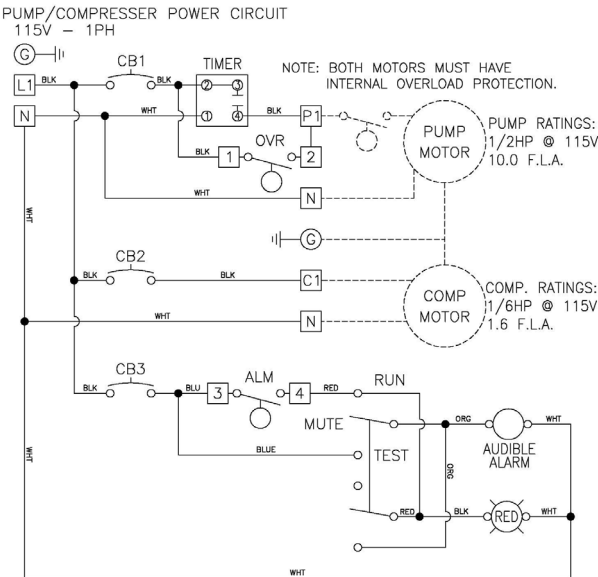 PUMP/COMPRESSER POWER CIRCUIT
115V - 1PH
G
CB1
TIMER
NOTE: BOTH MOTORS MUST HAVE
INTERNAL OVERLOAD PROTECTION.
L1
BLK
BLK
2
3
N
WHT
1
4
BLK
P1
PUMP
MOTOR
PUMP RATINGS:
1/2HP @ 115V
10.0 F.L.A.
OVR
BLK
1
2
WHT
N
WHT
G
CB2
BLK
BLK
C1
COMP
MOTOR
COMP. RATINGS:
1/6HP @ 115V
1.6 F.L.A.
WHT
N
CB3
ALM
RUN
BLK
BLU
3
4
RED
MUTE
ORG
WHT
AUDIBLE
ALARM
WHT
BLUE
TEST
ORG
RED
BLK
RED
WHT
WHT